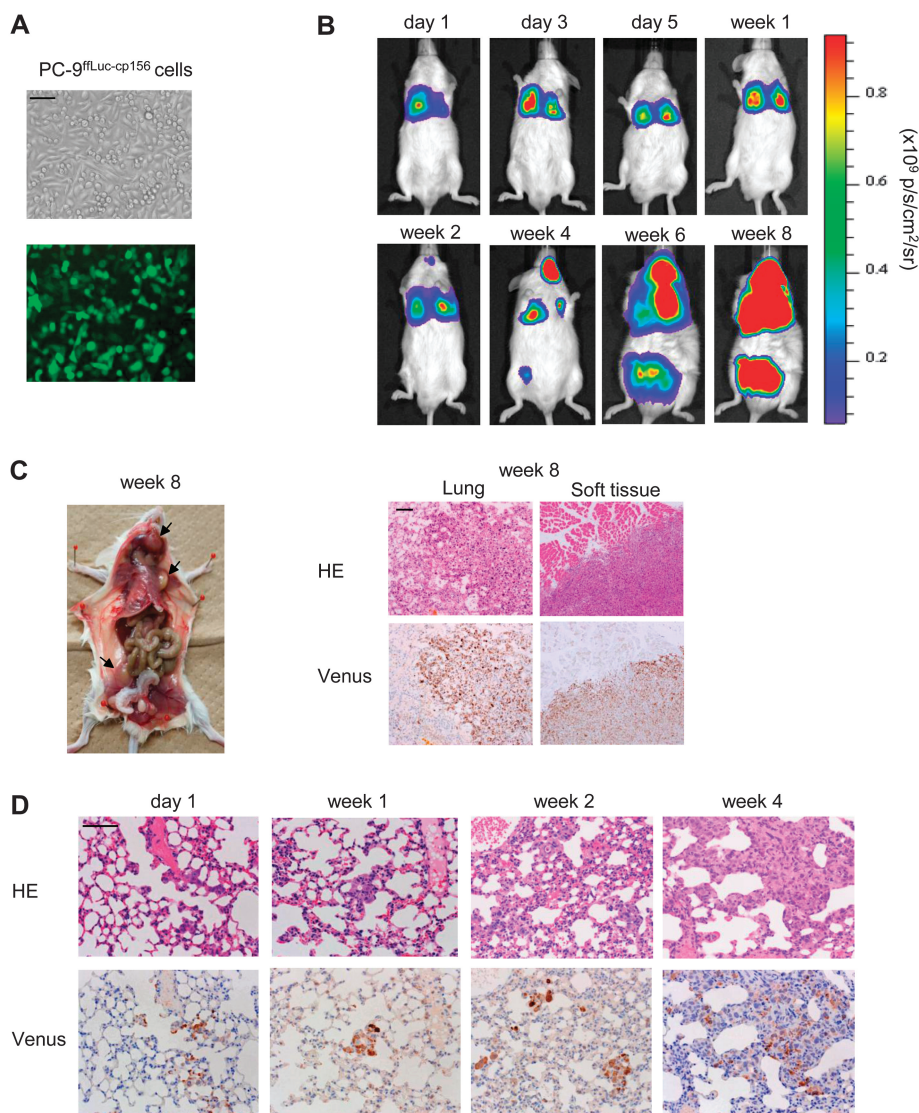 A
PC-9ffLuc-cp156 cells
B
day 1 day 3 day 5 week 1
week 2 week 4 week 6 week 8
0.8
0.6
0.4
0.2
(x10⁹ p/s/cm²/sr)
C
week 8
week 8
Lung Soft tissue
HE
Venus
D
day 1 week 1 week 2 week 4
HE
Venus